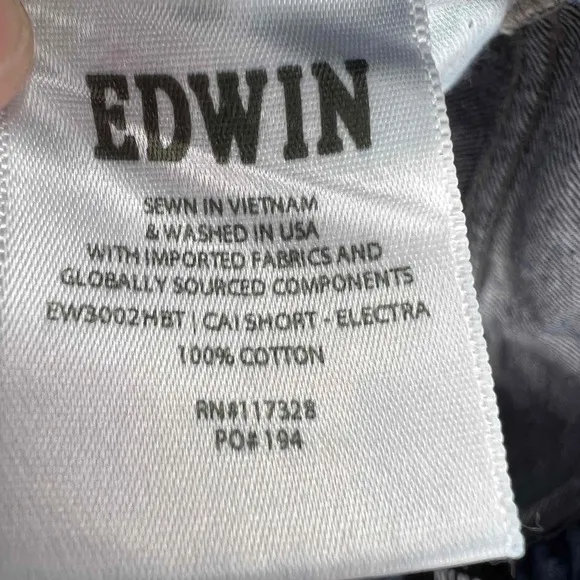 EDWIN
SEWN IN VIETNAM
& WASHED IN USA
WITH IMPORTED FABRICS AND
GLOBALLY SOURCED COMPONENTS
EW3002HBT | CAI SHORT - ELECTRA
100% COTTON
RN#117328
PO# 194